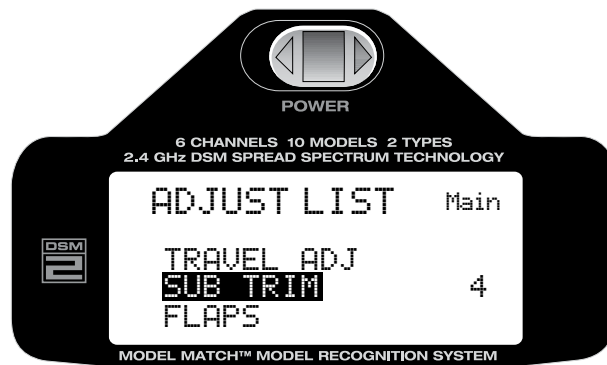 POWER
6 CHANNELS 10 MODELS 2 TYPES
2.4 GHz DSM SPREAD SPECTRUM TECHNOLOGY
ADJUST LIST Main
TRAVEL ADJ
SUB TRIM 4
FLAPS
DSM
2
MODEL MATCH™ MODEL RECOGNITION SYSTEM